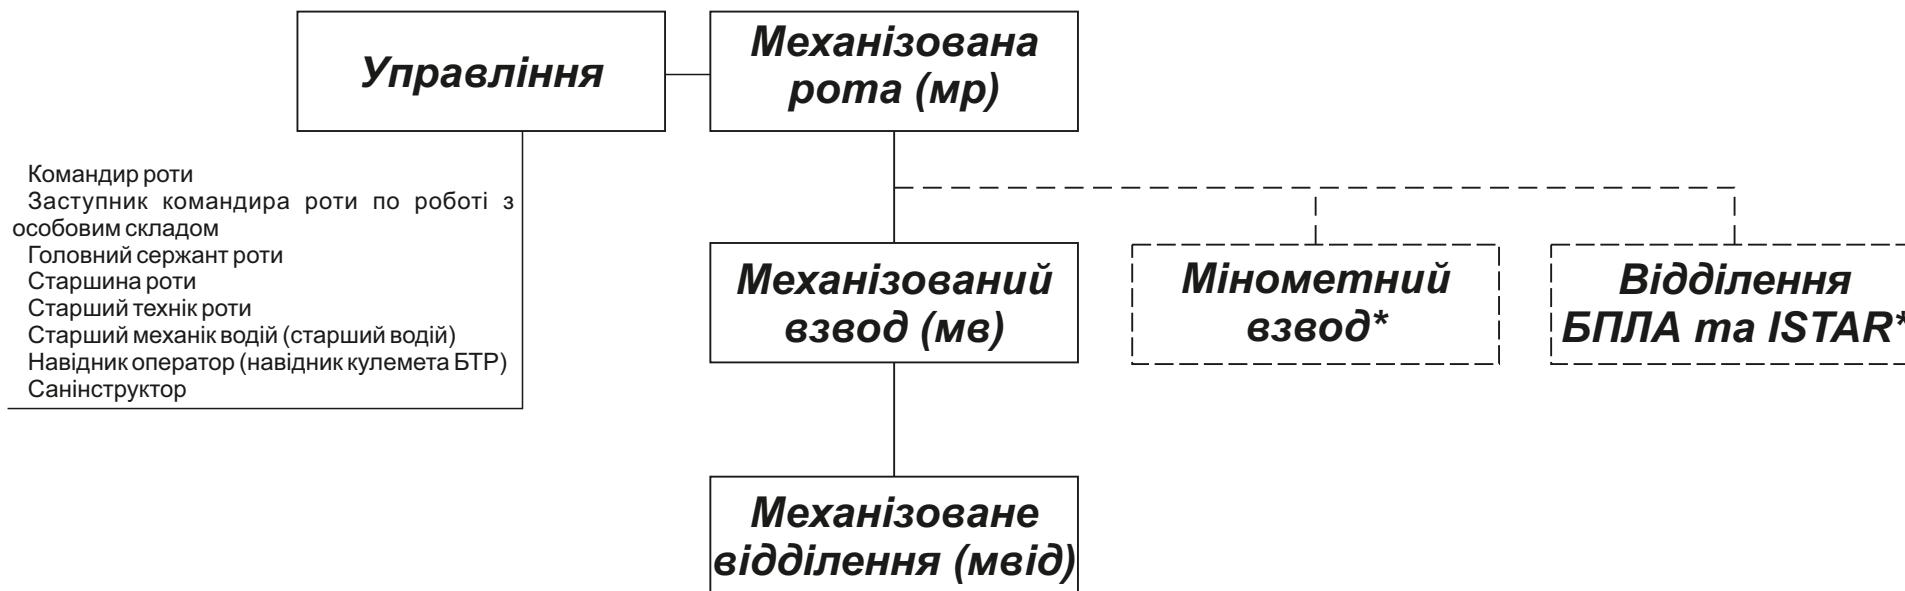 Управління
Механізована
рота (мр)
Командир роти
Заступник командира роти по роботі з
особовим складом
Головний сержант роти
Старшина роти
Старший технік роти
Старший механік водій (старший водій)
Навідник оператор (навідник кулемета БТР)
Санінструктор
Механізований
взвод (мв)
Мінометний
взвод*
Відділення
БПЛА та ISTAR*
Механізоване
відділення (мвід)